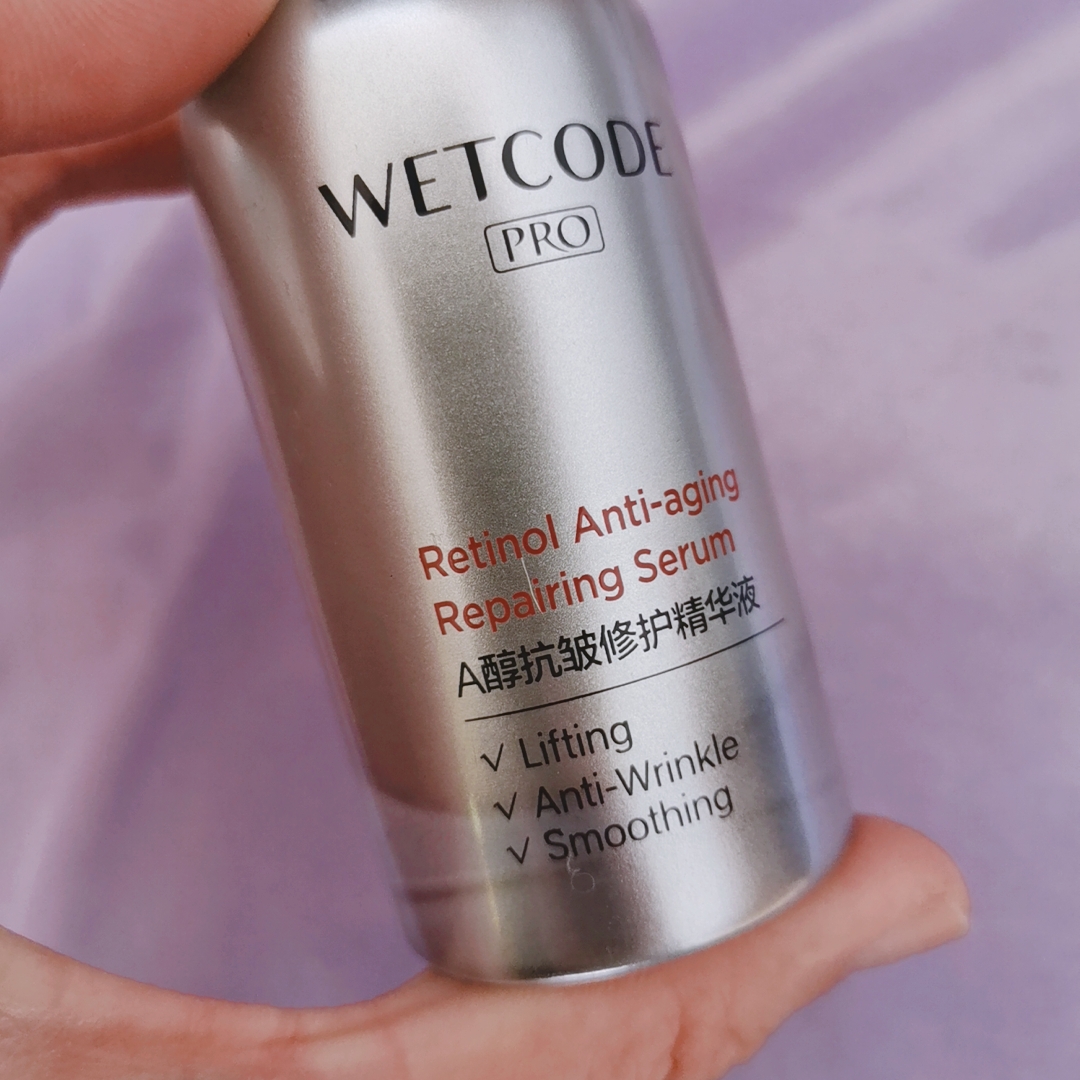 WETCODE
PRO
Retinol Anti-aging
Repairing Serum
A醇抗皱修护精华液
√ Lifting
√ Anti-Wrinkle
√ Smoothing